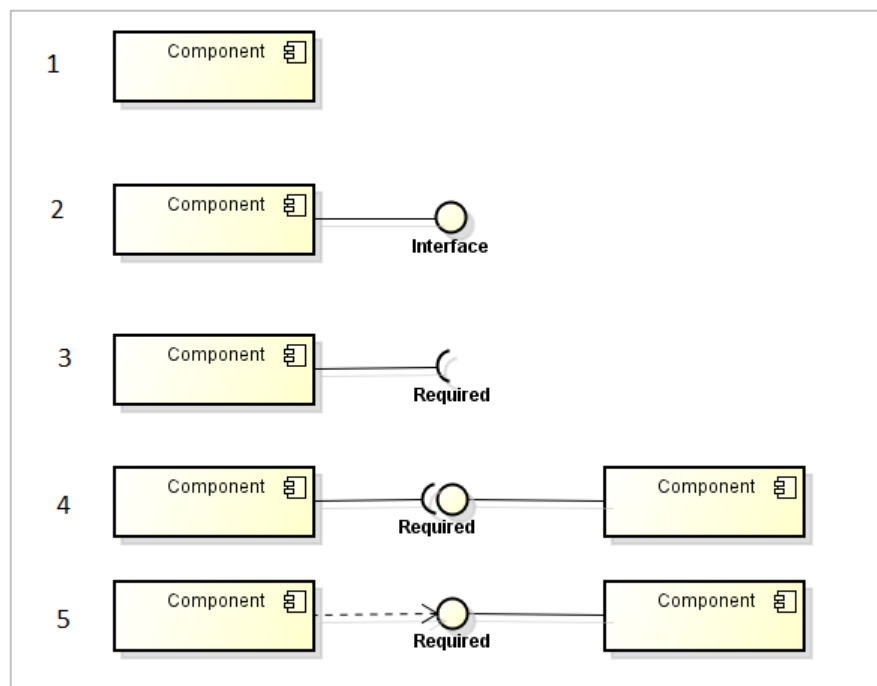 1 Component
2 Component
Interface
3 Component
Required
4 Component Component
Required
5 Component Component
Required